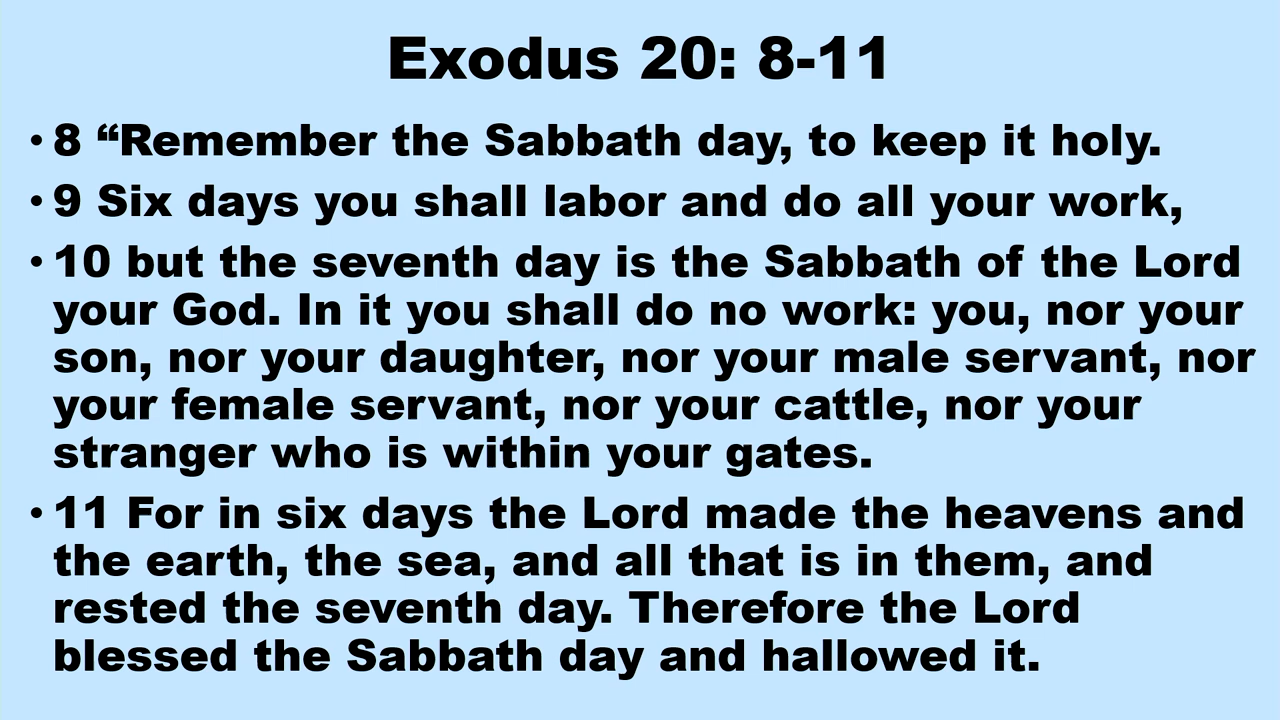 Exodus 20: 8-11
• 8 “Remember the Sabbath day, to keep it holy.
• 9 Six days you shall labor and do all your work,
• 10 but the seventh day is the Sabbath of the Lord
your God. In it you shall do no work: you, nor your
son, nor your daughter, nor your male servant, nor
your female servant, nor your cattle, nor your
stranger who is within your gates.
• 11 For in six days the Lord made the heavens and
the earth, the sea, and all that is in them, and
rested the seventh day. Therefore the Lord
blessed the Sabbath day and hallowed it.